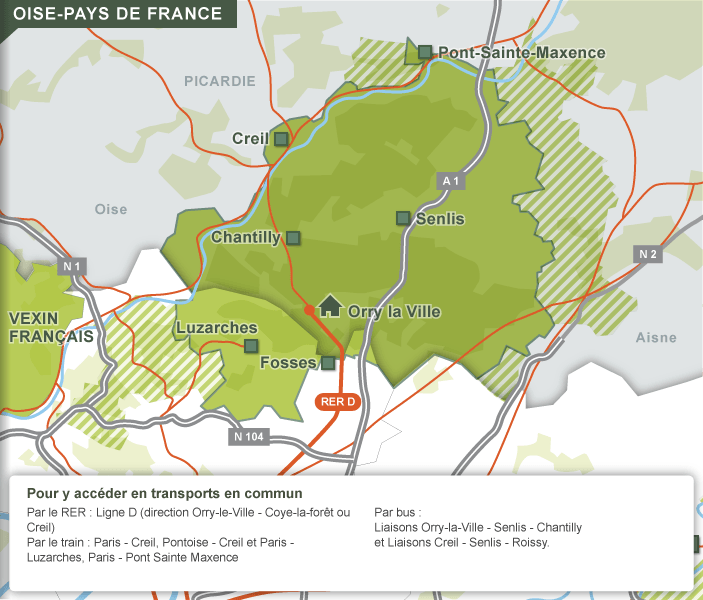 OISE-PAYS DE FRANCE
Pont-Sainte-Maxence
PICARDIE
Creil
A 1
Oise
Senlis
Chantilly
N 1
N 2
Orry la Ville
VEXIN
FRANÇAIS
Luzarches
Aisne
Fosses
RER D
N 104
Pour y accéder en transports en commun
Par le RER : Ligne D (direction Orry-le-Ville - Coye-la-forêt ou
Creil)
Par le train : Paris - Creil, Pontoise - Creil et Paris -
Luzarches, Paris - Pont Sainte Maxence
Par bus :
Liaisons Orry-la-Ville - Senlis - Chantilly
et Liaisons Creil - Senlis - Roissy.